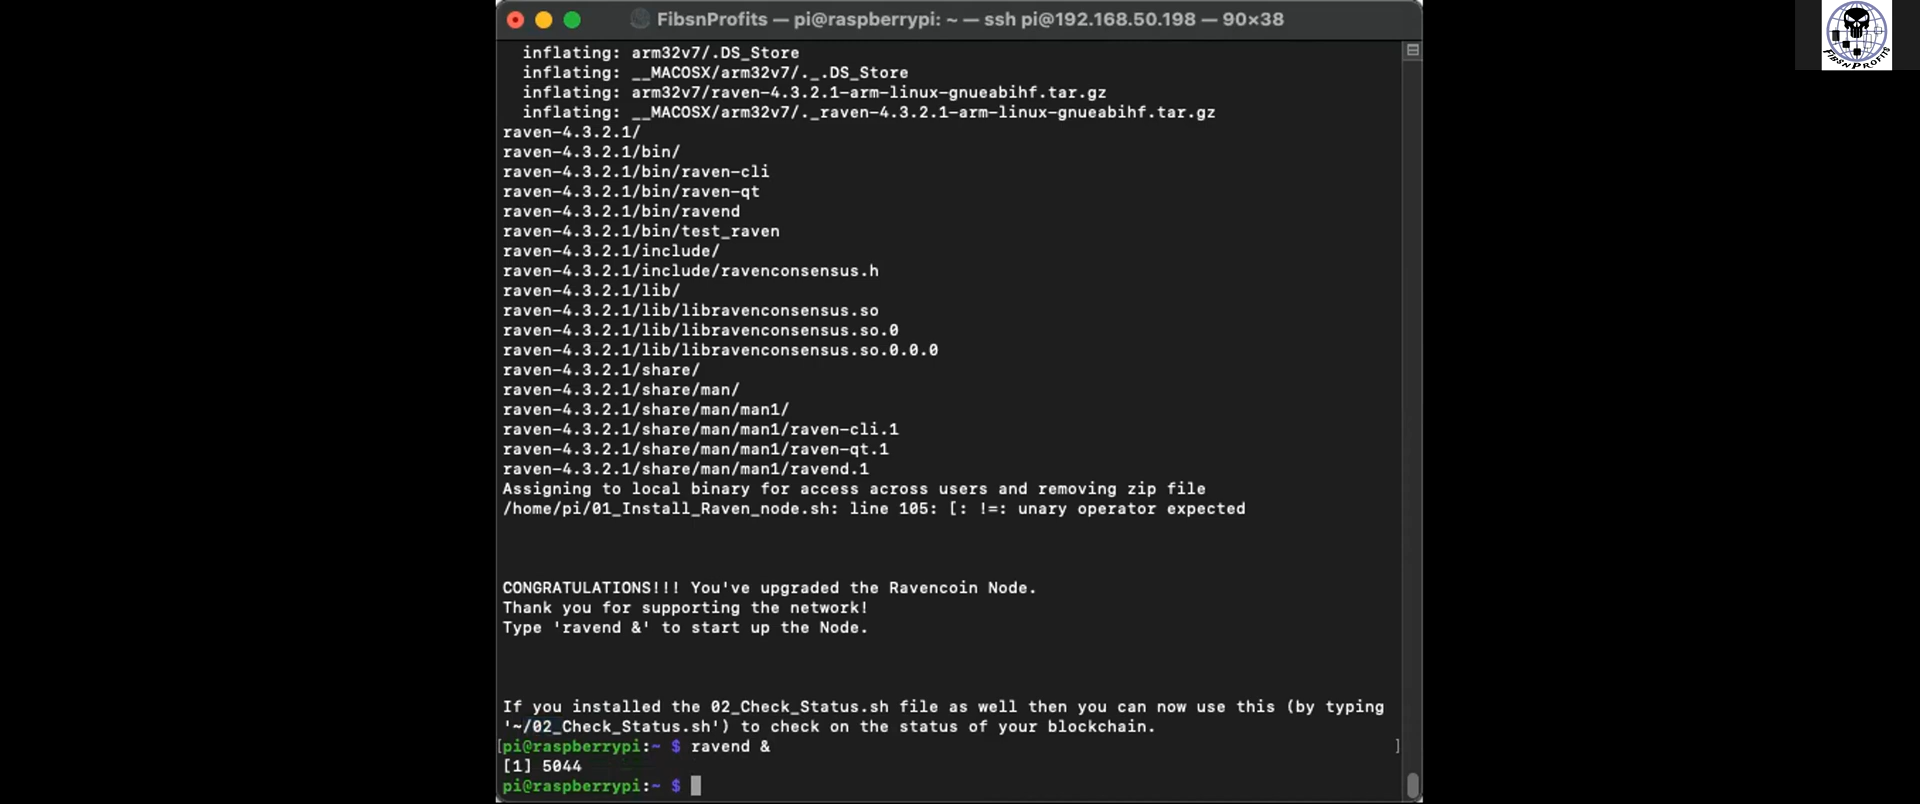 FibsnProfits — pi@raspberrypi: ~ — ssh pi@192.168.50.198 — 90×38
inflating: arm32v7/.DS_Store
inflating: __MACOSX/arm32v7/._.DS_Store
inflating: arm32v7/raven-4.3.2.1-arm-linux-gnueabihf.tar.gz
inflating: __MACOSX/arm32v7/._raven-4.3.2.1-arm-linux-gnueabihf.tar.gz
raven-4.3.2.1/
raven-4.3.2.1/bin/
raven-4.3.2.1/bin/raven-cli
raven-4.3.2.1/bin/raven-qt
raven-4.3.2.1/bin/ravend
raven-4.3.2.1/bin/test_raven
raven-4.3.2.1/include/
raven-4.3.2.1/include/ravenconsensus.h
raven-4.3.2.1/lib/
raven-4.3.2.1/lib/libravenconsensus.so
raven-4.3.2.1/lib/libravenconsensus.so.0
raven-4.3.2.1/lib/libravenconsensus.so.0.0.0
raven-4.3.2.1/share/
raven-4.3.2.1/share/man/
raven-4.3.2.1/share/man/man1/
raven-4.3.2.1/share/man/man1/raven-cli.1
raven-4.3.2.1/share/man/man1/raven-qt.1
raven-4.3.2.1/share/man/man1/ravend.1
Assigning to local binary for access across users and removing zip file
/home/pi/01_Install_Raven_node.sh: line 105: [: !=: unary operator expected
CONGRATULATIONS!!! You've upgraded the Ravencoin Node.
Thank you for supporting the network!
Type 'ravend &' to start up the Node.
If you installed the 02_Check_Status.sh file as well then you can now use this (by typing
'~/02_Check_Status.sh') to check on the status of your blockchain.
[pi@raspberrypi:~ $ ravend & ]
[1] 5044
pi@raspberrypi:~ $
FIBSNPROFITS